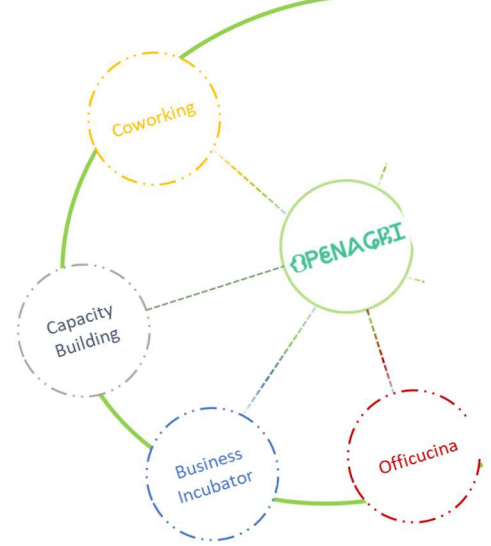 Coworking
OPENAGRI
Capacity
Building
Business
Incubator
Officucina